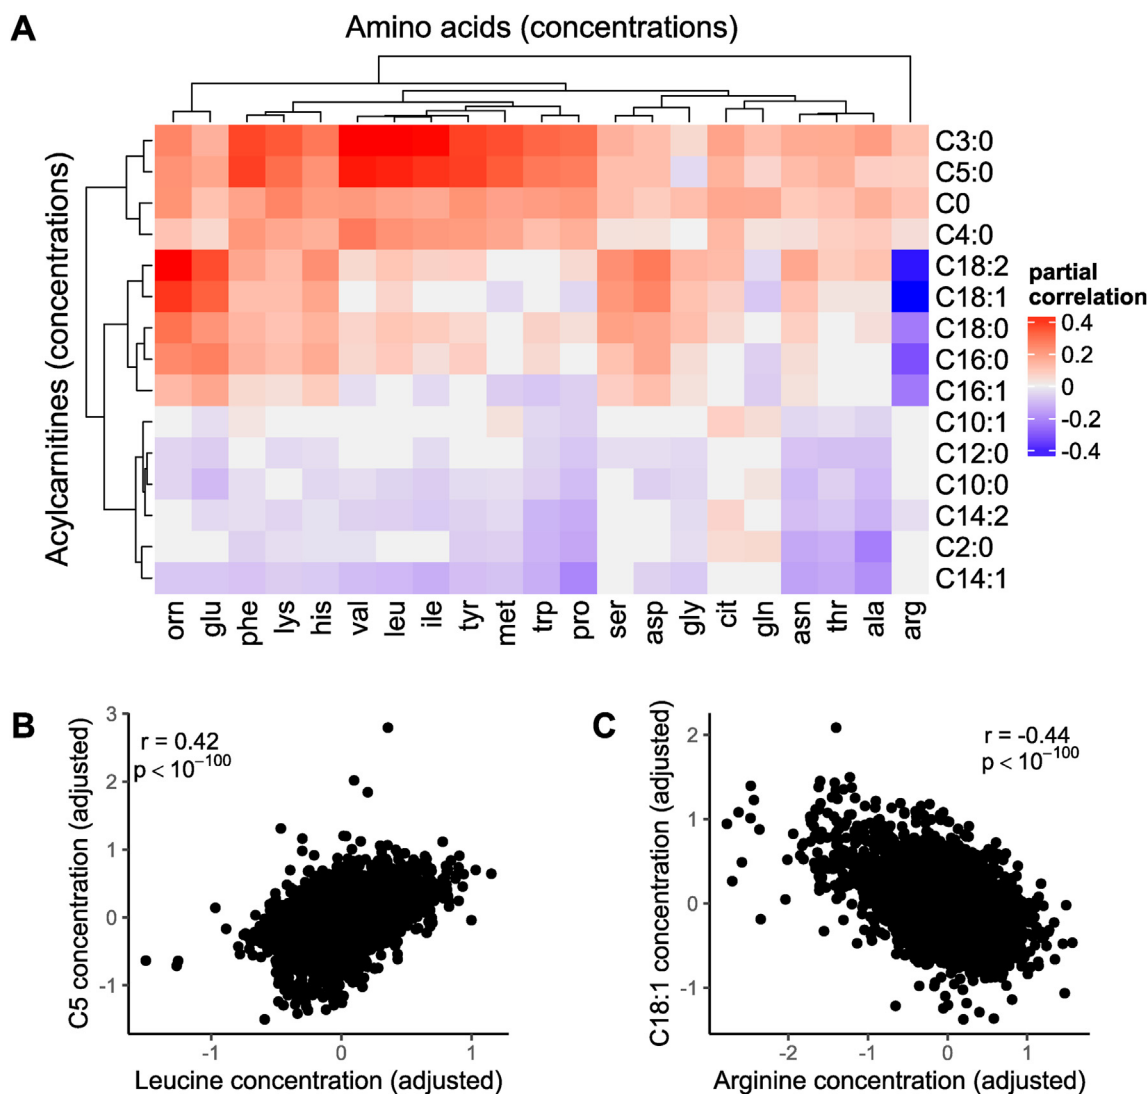 A
Amino acids (concentrations)
Acylcarnitines (concentrations)
C3:0
C5:0
C0
C4:0
C18:2
C18:1
C18:0
C16:0
C16:1
C10:1
C12:0
C10:0
C14:2
C2:0
C14:1
partial
correlation
0.4
0.2
0
-0.2
-0.4
orn glu phe lys his val leu ile tyr met trp pro ser asp gly cit gln asn thr ala arg
B
C5 concentration (adjusted)
3
2
1
0
-1
r = 0.42
p < 10⁻¹⁰⁰
-1 0 1
Leucine concentration (adjusted)
C
C18:1 concentration (adjusted)
2
1
0
-1
r = -0.44
p < 10⁻¹⁰⁰
-2 -1 0 1
Arginine concentration (adjusted)